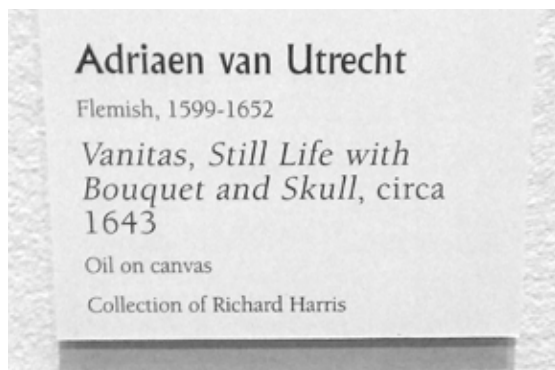 Adriaen van Utrecht
Flemish, 1599-1652
Vanitas, Still Life with
Bouquet and Skull, circa
1643
Oil on canvas
Collection of Richard Harris